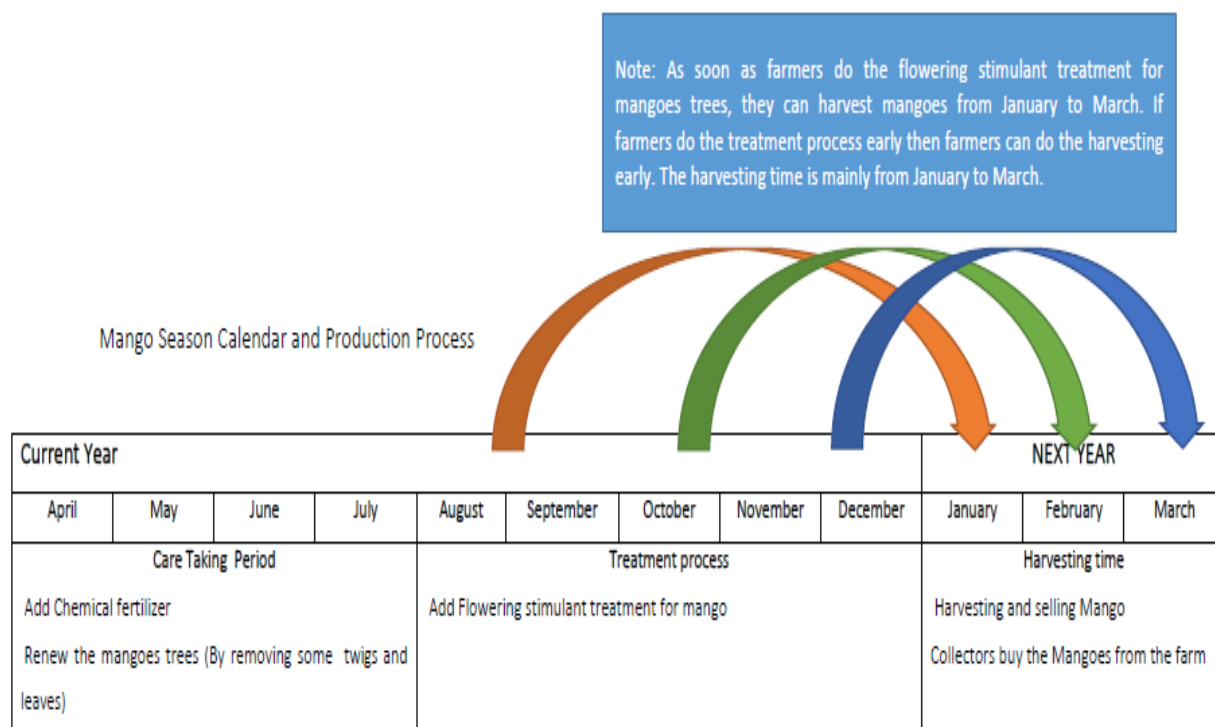 Note: As soon as farmers do the flowering stimulant treatment for
mangoes trees, they can harvest mangoes from January to March. If
farmers do the treatment process early then farmers can do the harvesting
early. The harvesting time is mainly from January to March.
Mango Season Calendar and Production Process
Current Year
NEXT YEAR
April
May
June
July
August
September
October
November
December
January
February
March
Care Taking Period
Add Chemical fertilizer
Renew the mangoes trees (By removing some twigs and
leaves)
Treatment process
Add Flowering stimulant treatment for mango
Harvesting time
Harvesting and selling Mango
Collectors buy the Mangoes from the farm